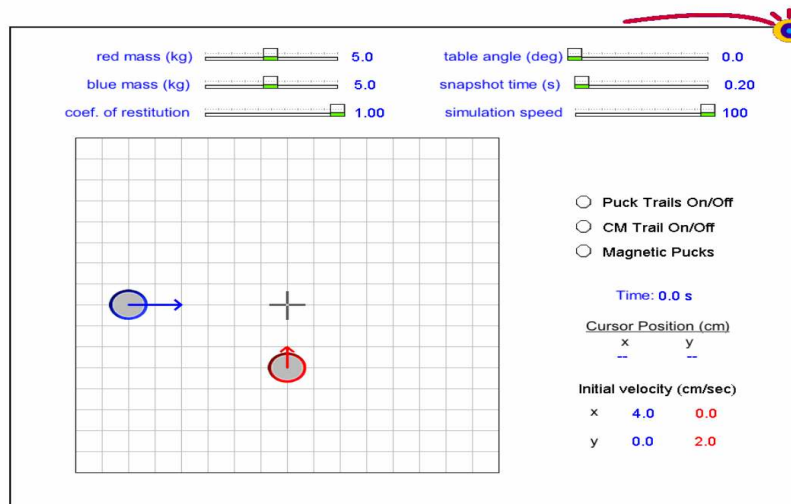 red mass (kg) 5.0 table angle (deg) 0.0
blue mass (kg) 5.0 snapshot time (s) 0.20
coef. of restitution 1.00 simulation speed 100
Puck Trails On/Off
CM Trail On/Off
Magnetic Pucks
Time: 0.0 s
Cursor Position (cm)
x y
-- --
Initial velocity (cm/sec)
x 4.0 0.0
y 0.0 2.0